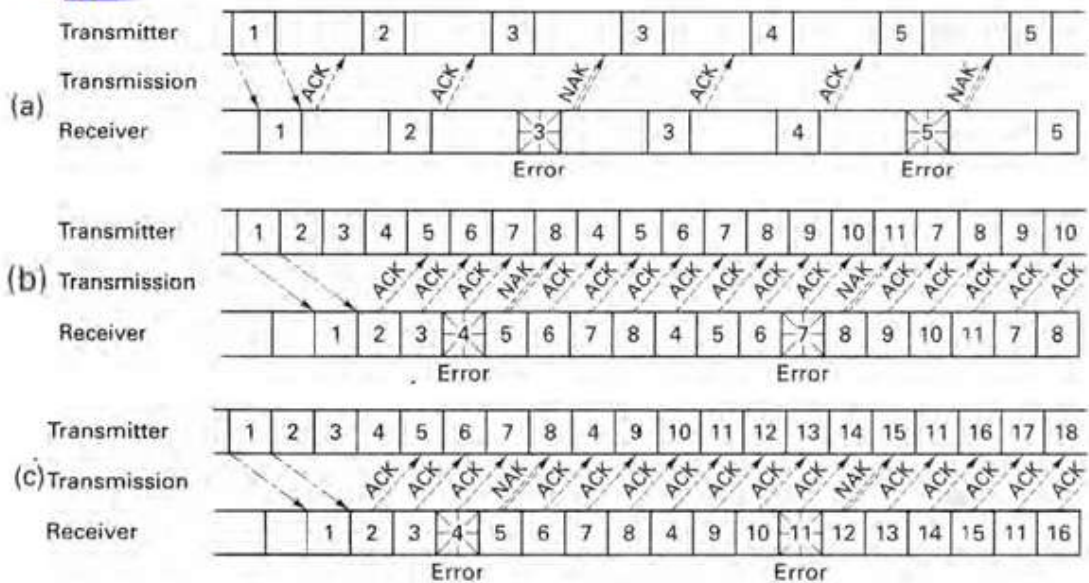 Transmitter 1 2 3 3 4 5 5
(a) Transmission ACK ACK NAK ACK ACK NAK
Receiver 1 2 3 3 4 5 5
Error Error
Transmitter 1 2 3 4 5 6 7 8 4 5 6 7 8 9 10 11 7 8 9 10
(b) Transmission ACK ACK ACK NAK ACK ACK ACK ACK ACK ACK ACK NAK ACK ACK ACK ACK ACK
Receiver 1 2 3 4 5 6 7 8 4 5 6 7 8 9 10 11 7 8
Error Error
Transmitter 1 2 3 4 5 6 7 8 4 9 10 11 12 13 14 15 11 16 17 18
(c) Transmission ACK ACK ACK NAK ACK ACK ACK ACK ACK ACK ACK NAK ACK ACK ACK ACK ACK
Receiver 1 2 3 4 5 6 7 8 4 9 10 11 12 13 14 15 11 16
Error Error